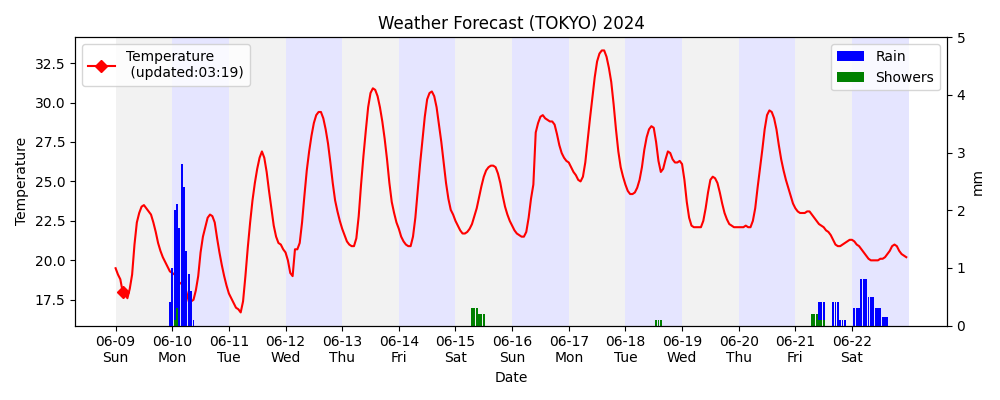 Weather Forecast (TOKYO) 2024
Temperature
(updated:03:19)
Rain
Showers
Temperature
32.5
30.0
27.5
25.0
22.5
20.0
17.5
5
4
3
2
1
0
mm
06-09 06-10 06-11 06-12 06-13 06-14 06-15 06-16 06-17 06-18 06-19 06-20 06-21 06-22
Sun Mon Tue Wed Thu Fri Sat Sun Mon Tue Wed Thu Fri Sat
Date